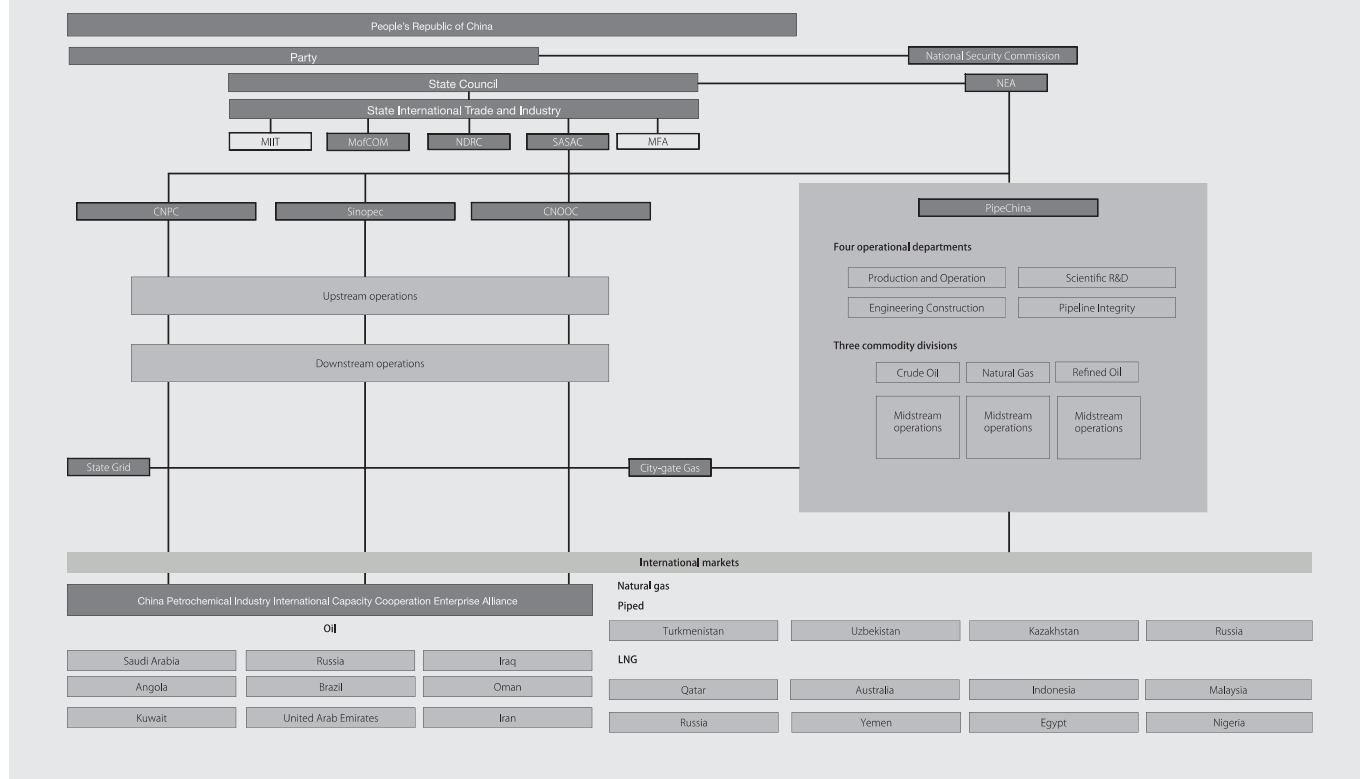 People's Republic of China
Party
National Security Commission
State Council
NEA
State International Trade and Industry
MIIT
MofCOM
NDRC
SASAC
MFA
CNPC
Sinopec
CNOOC
PipeChina
Four operational departments
Production and Operation
Scientific R&D
Engineering Construction
Pipeline Integrity
Upstream operations
Downstream operations
Three commodity divisions
Crude Oil
Natural Gas
Refined Oil
Midstream
operations
Midstream
operations
Midstream
operations
State Grid
City-gate Gas
International markets
China Petrochemical Industry International Capacity Cooperation Enterprise Alliance
Oil
Saudi Arabia
Russia
Iraq
Angola
Brazil
Oman
Kuwait
United Arab Emirates
Iran
Natural gas
Piped
Turkmenistan
Uzbekistan
Kazakhstan
Russia
LNG
Qatar
Australia
Indonesia
Malaysia
Russia
Yemen
Egypt
Nigeria